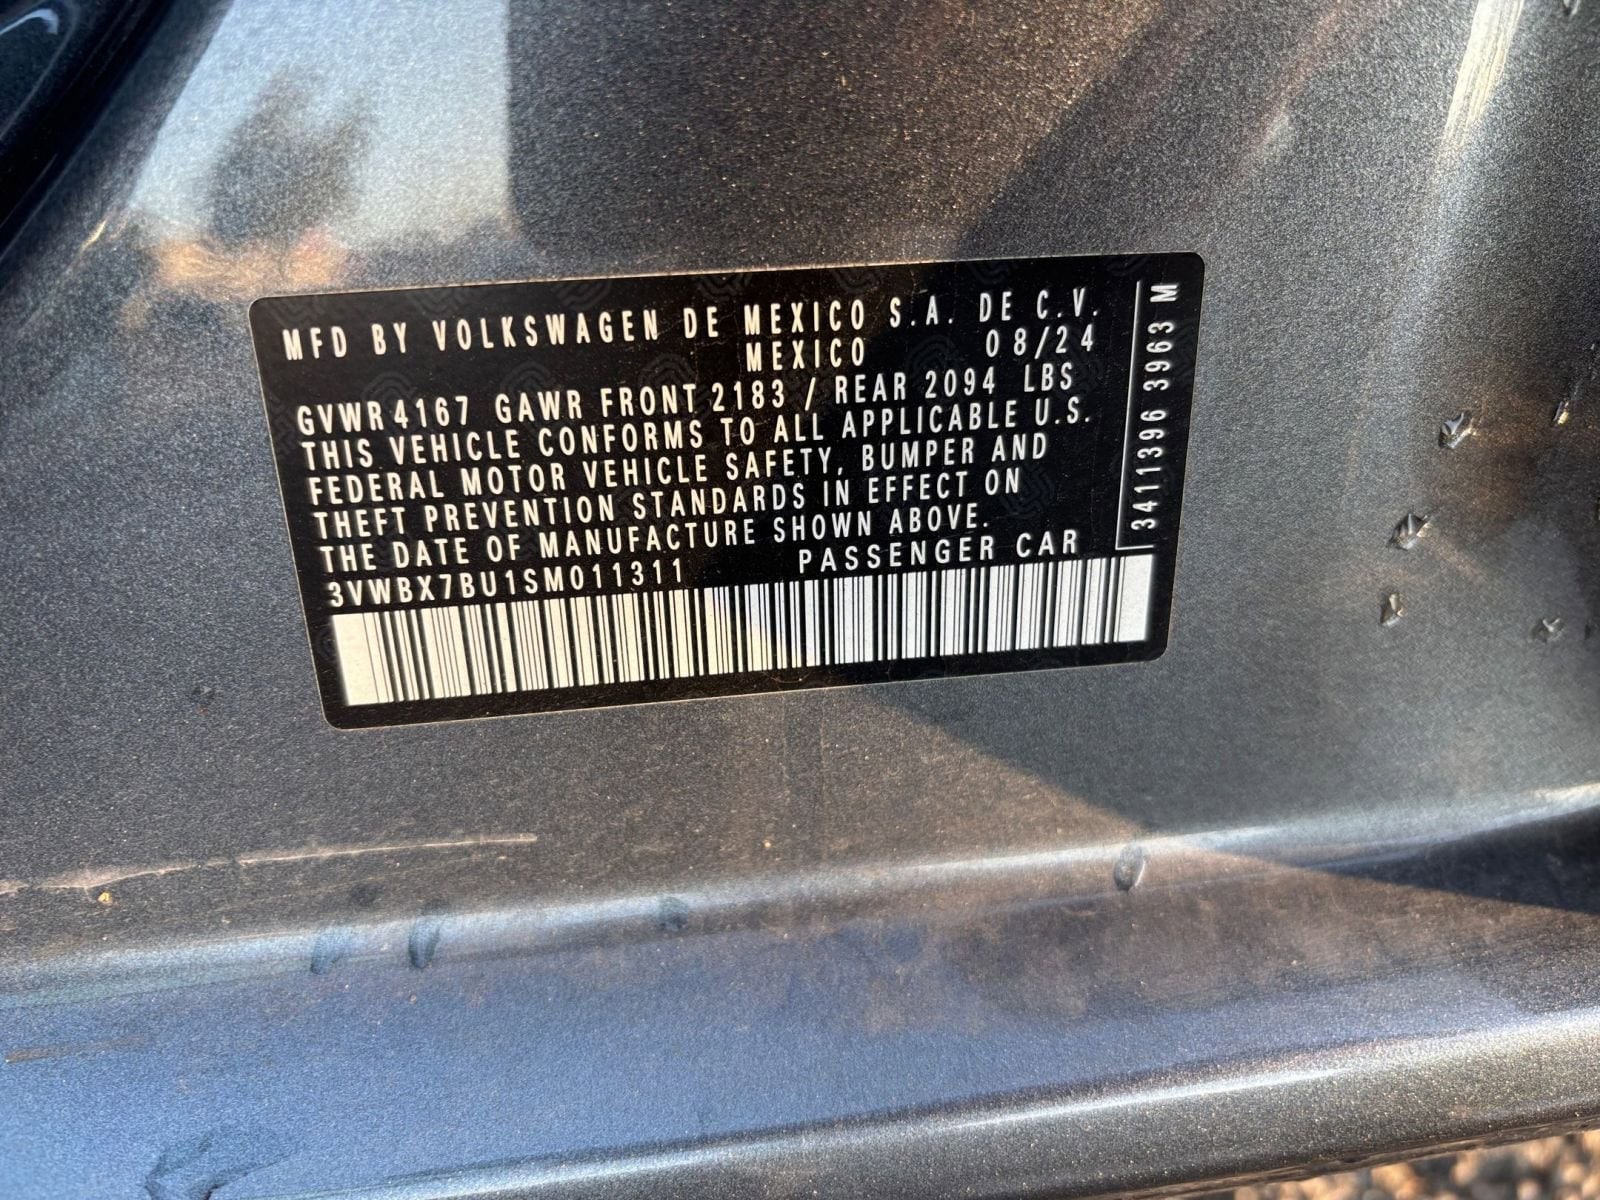 MFD BY VOLKSWAGEN DE MEXICO S.A. DE C.V.
MEXICO 08/24
GVWR 4167 GAWR FRONT 2183 / REAR 2094 LBS
THIS VEHICLE CONFORMS TO ALL APPLICABLE U.S.
FEDERAL MOTOR VEHICLE SAFETY, BUMPER AND
THEFT PREVENTION STANDARDS IN EFFECT ON
THE DATE OF MANUFACTURE SHOWN ABOVE.
3VWBX7BU1SM011311 PASSENGER CAR
3411396 3963 M